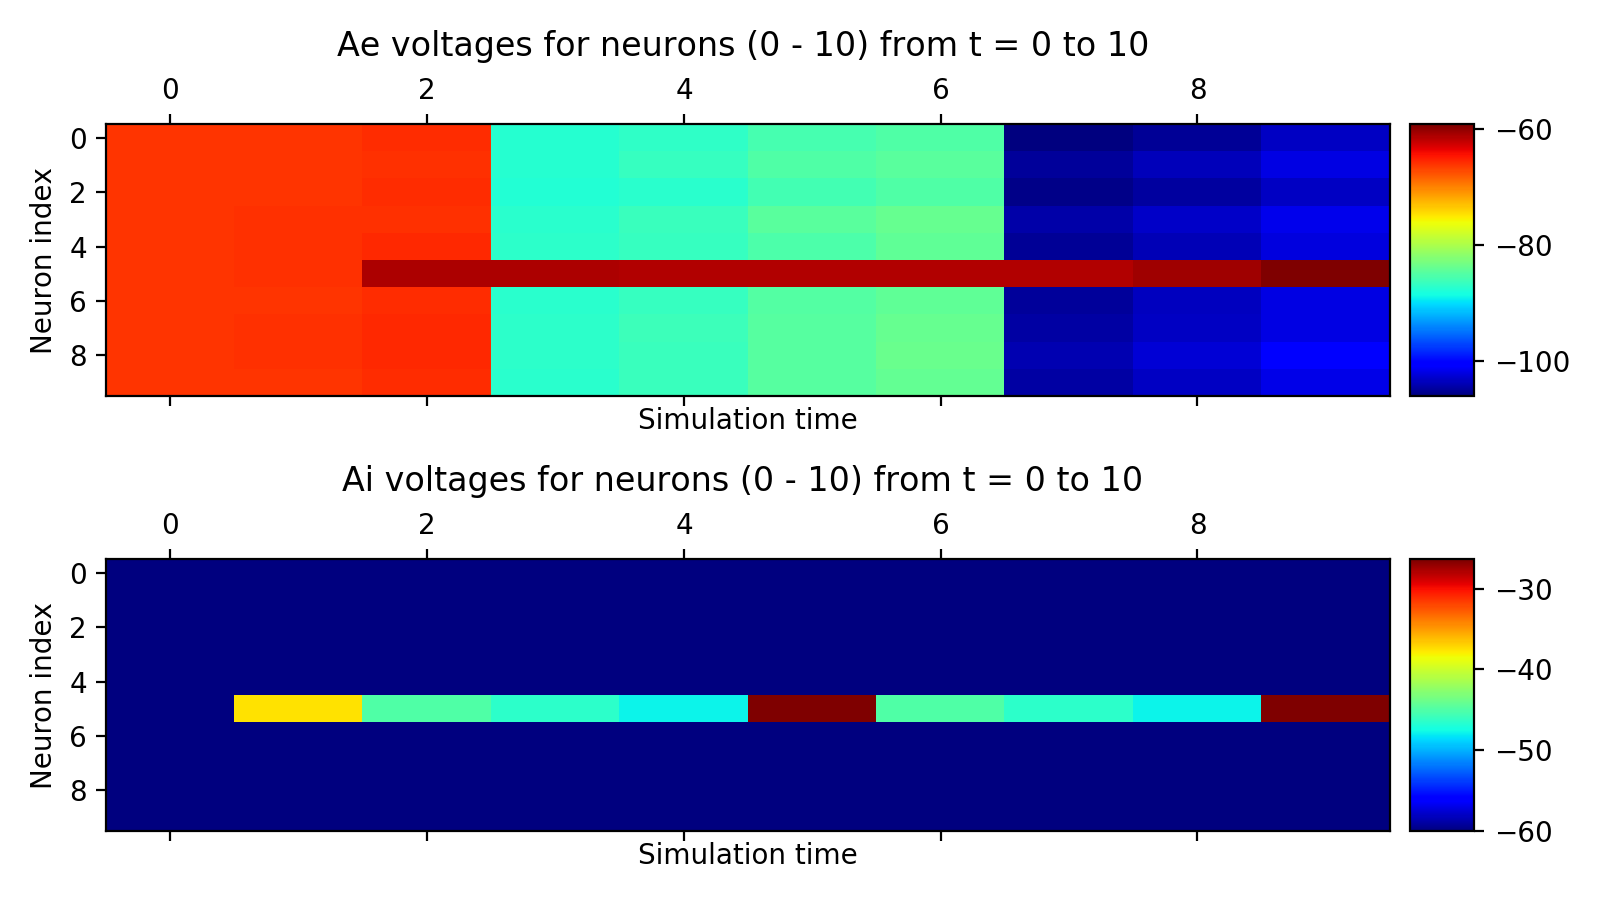 Ae voltages for neurons (0 - 10) from t = 0 to 10
0 2 4 6 8
Neuron index
0
2
4
6
8
−60
−80
−100
Simulation time
Ai voltages for neurons (0 - 10) from t = 0 to 10
0 2 4 6 8
Neuron index
0
2
4
6
8
−30
−40
−50
−60
Simulation time